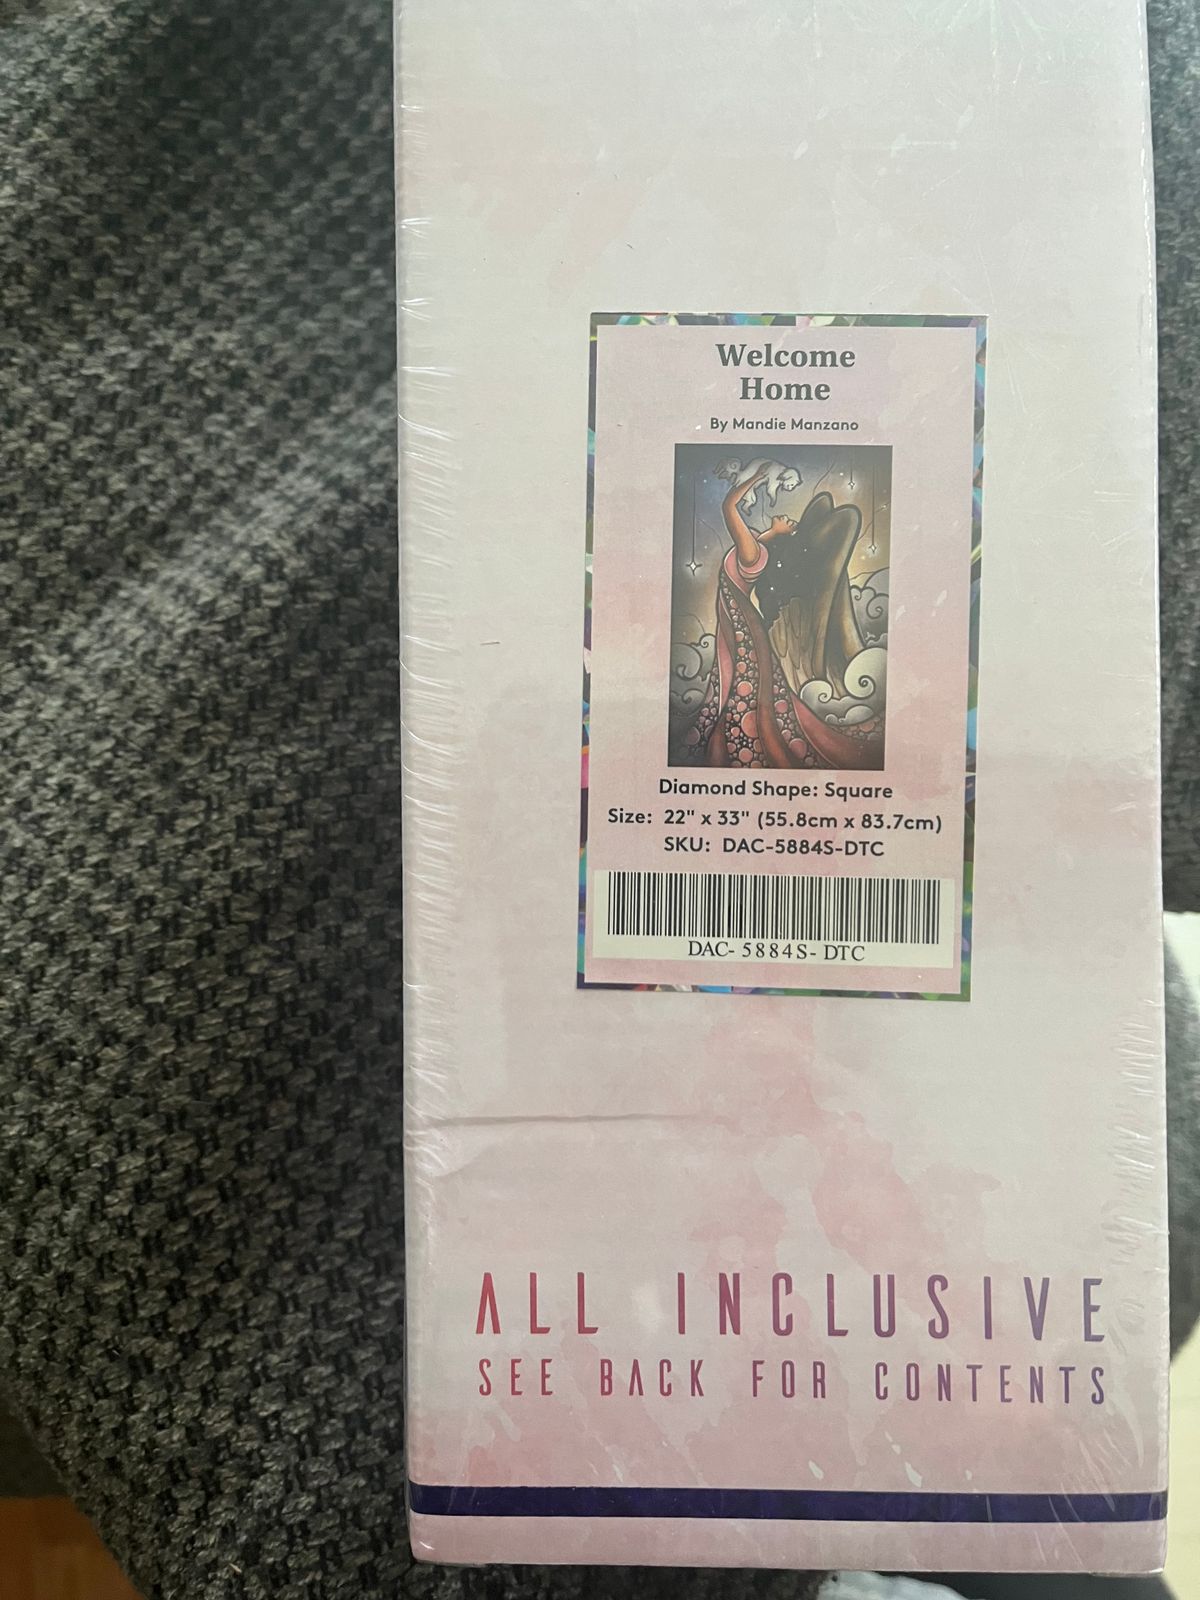 Welcome
Home
By Mandie Manzano
Diamond Shape: Square
Size: 22" x 33" (55.8cm x 83.7cm)
SKU: DAC-5884S-DTC
DAC- 5884S- DTC
ALL INCLUSIVE
SEE BACK FOR CONTENTS